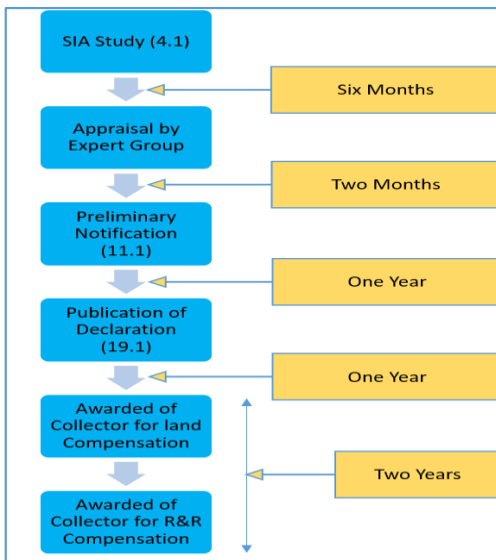 SIA Study (4.1)
Six Months
Appraisal by
Expert Group
Two Months
Preliminary
Notification
(11.1)
One Year
Publication of
Declaration
(19.1)
One Year
Awarded of
Collector for land
Compensation
Two Years
Awarded of
Collector for R&R
Compensation